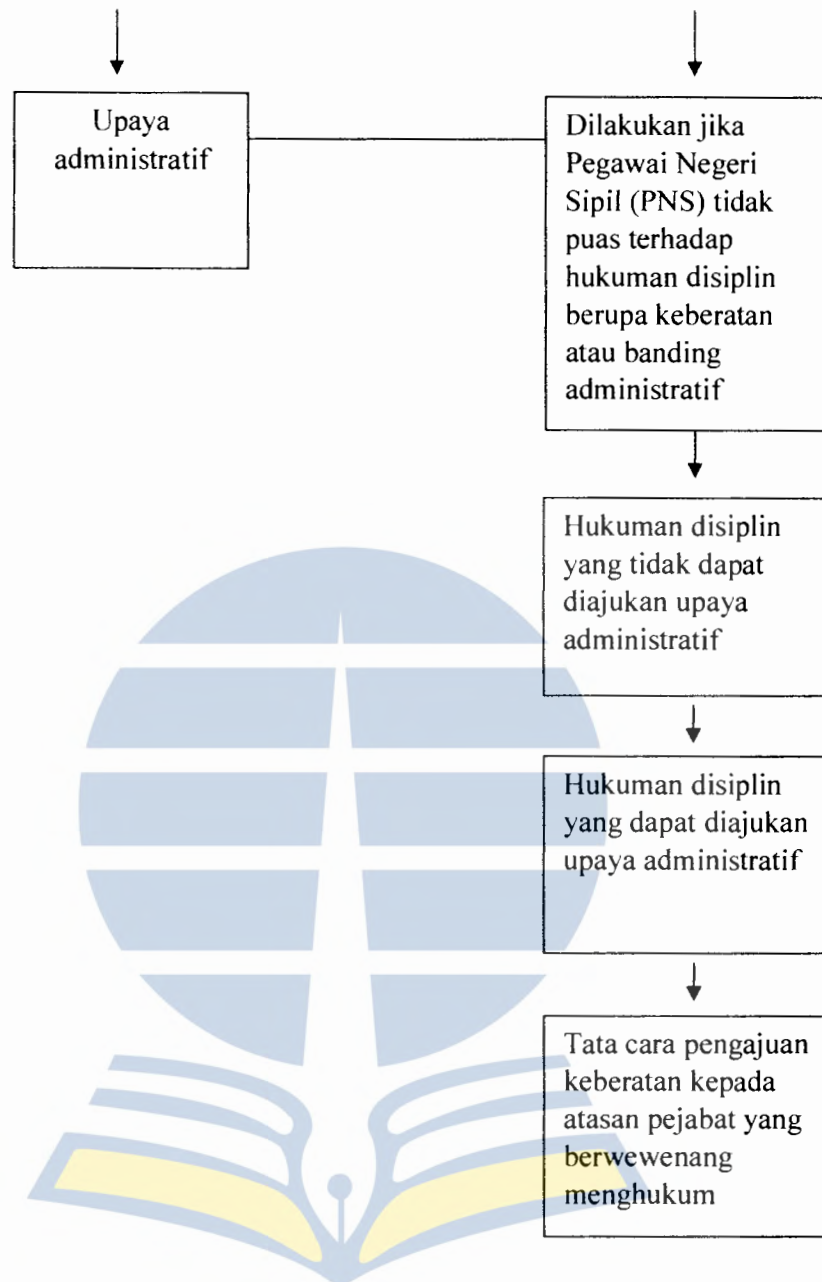 Upaya
administratif
Dilakukan jika
Pegawai Negeri
Sipil (PNS) tidak
puas terhadap
hukuman disiplin
berupa keberatan
atau banding
administratif
Hukuman disiplin
yang tidak dapat
diajukan upaya
administratif
Hukuman disiplin
yang dapat diajukan
upaya administratif
Tata cara pengajuan
keberatan kepada
atasan pejabat yang
berwewenang
menghukum